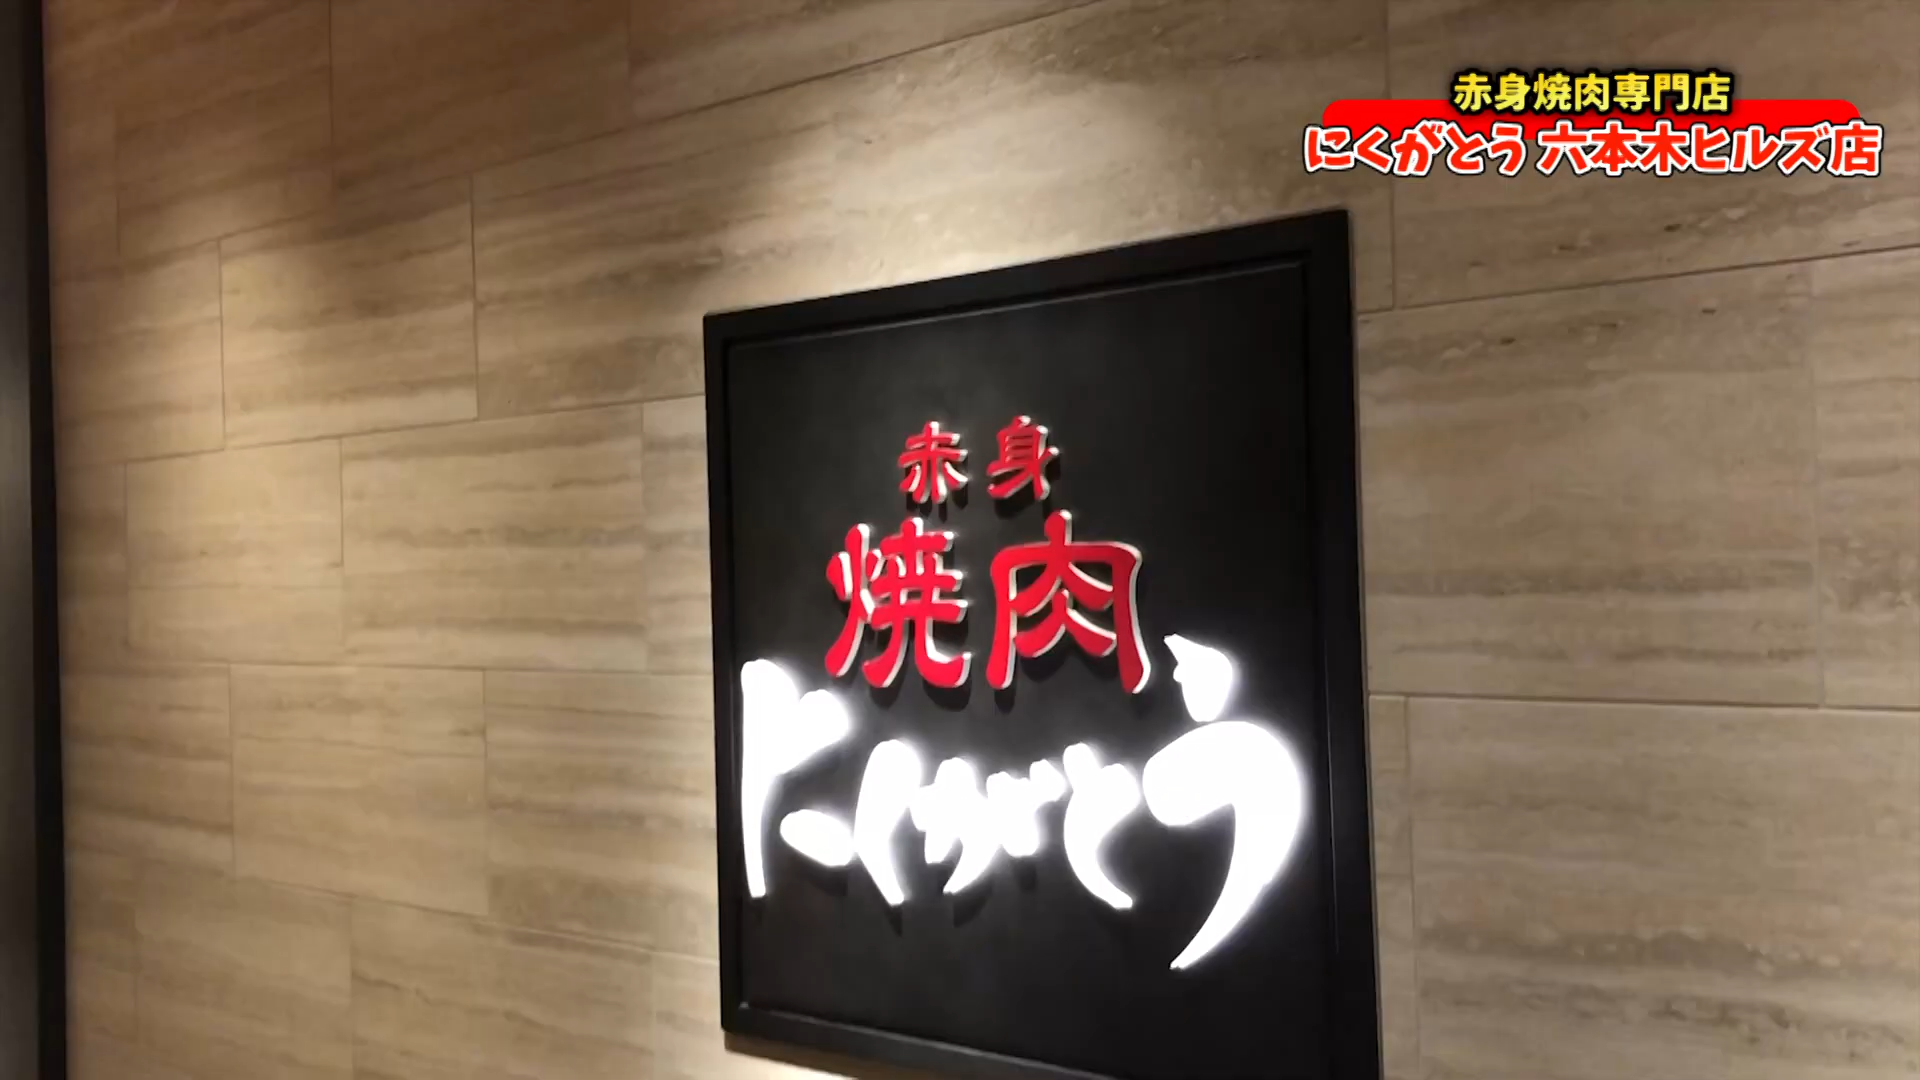 赤身焼肉専門店
にくがとう 六本木ヒルズ店
赤身
焼肉
にくがとう